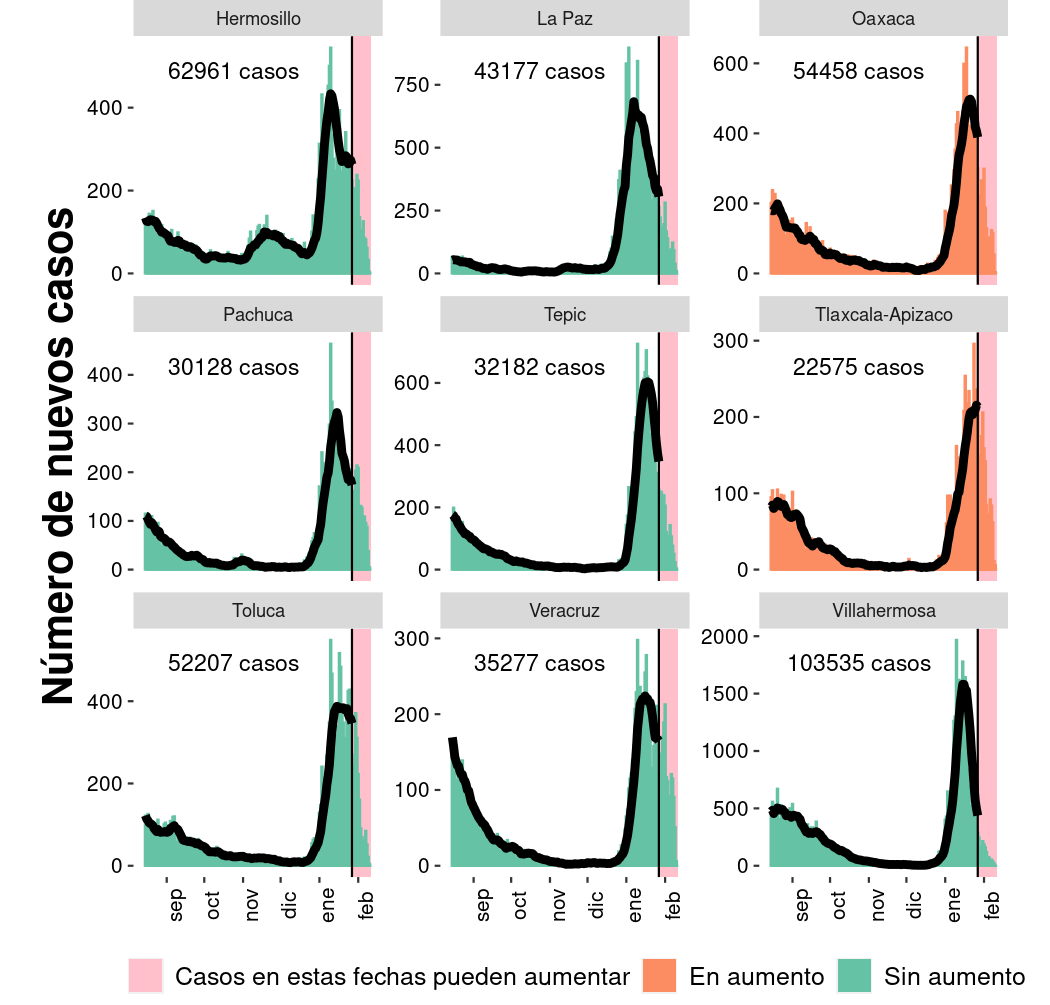 Número de nuevos casos
Hermosillo
La Paz
Oaxaca
62961 casos
43177 casos
54458 casos
400
200
0
750
500
250
0
600
400
200
0
Pachuca
Tepic
Tlaxcala-Apizaco
30128 casos
32182 casos
22575 casos
400
300
200
100
0
600
400
200
0
300
200
100
0
Toluca
Veracruz
Villahermosa
52207 casos
35277 casos
103535 casos
400
200
0
300
200
100
0
2000
1500
1000
500
0
sep oct nov dic ene feb
sep oct nov dic ene feb
sep oct nov dic ene feb
Casos en estas fechas pueden aumentar
En aumento
Sin aumento